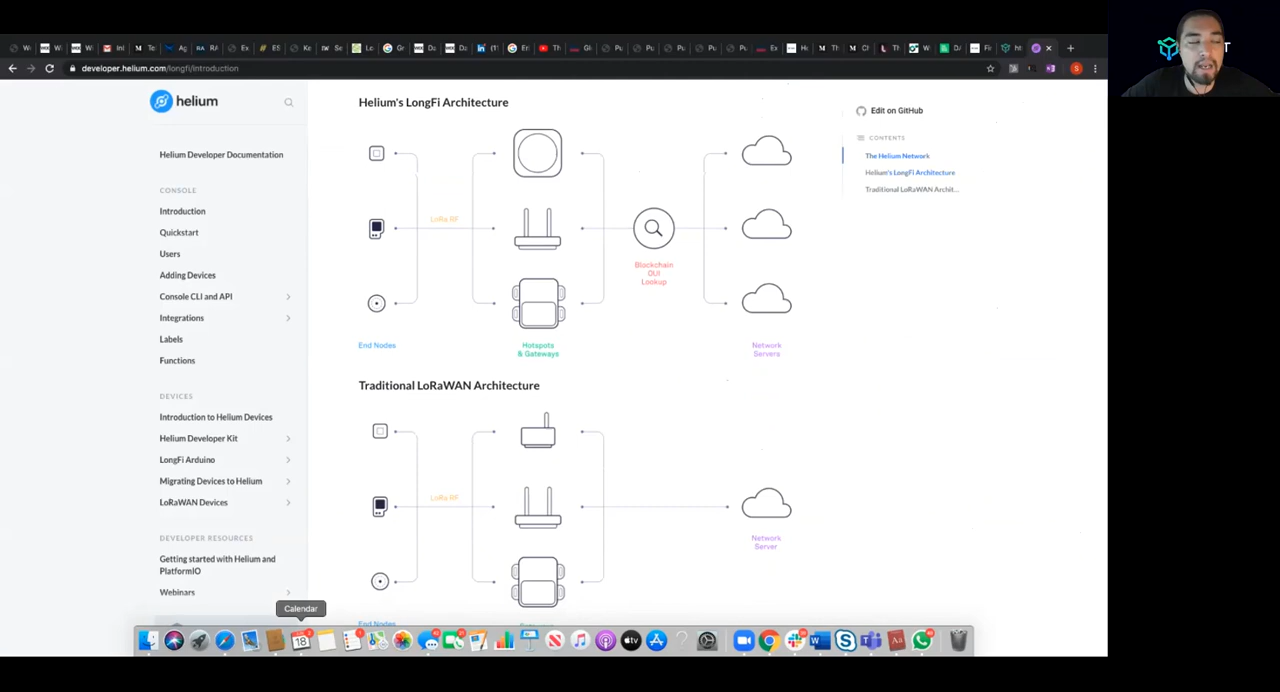 developer.helium.com/longfi/introduction
S
helium
Helium Developer Documentation
CONSOLE
Introduction
Quickstart
Users
Adding Devices
Console CLI and API
Integrations
Labels
Functions
DEVICES
Introduction to Helium Devices
Helium Developer Kit
LongFi Arduino
Migrating Devices to Helium
LoRaWAN Devices
DEVELOPER RESOURCES
Getting started with Helium and
PlatformIO
Webinars
Helium's LongFi Architecture
LoRa RF
Blockchain
OUI
Lookup
End Nodes
Hotspots
& Gateways
Network
Servers
Traditional LoRaWAN Architecture
LoRa RF
Network
Server
Edit on GitHub
CONTENTS
The Helium Network
Helium's LongFi Architecture
Traditional LoRaWAN Archit...
Calendar
18
tv